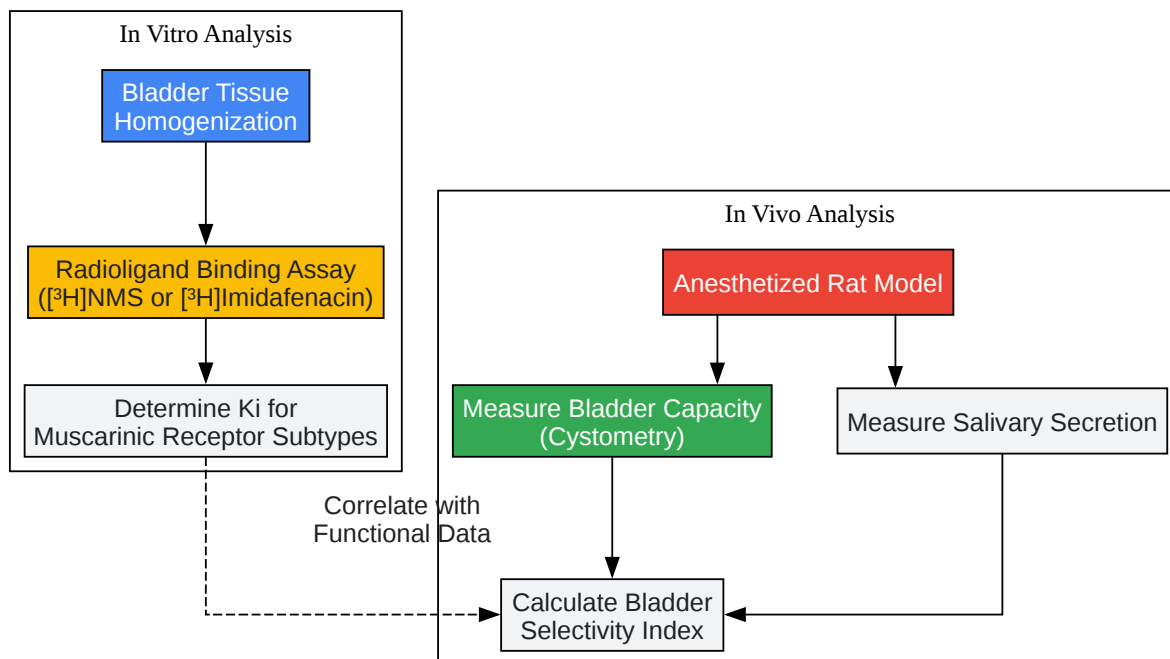 In Vitro Analysis
Bladder Tissue
Homogenization
Radioligand Binding Assay
([³H]NMS or [³H]Imidafenacin)
Determine Ki for
Muscarinic Receptor Subtypes
Correlate with
Functional Data
In Vivo Analysis
Anesthetized Rat Model
Measure Bladder Capacity
(Cystometry)
Measure Salivary Secretion
Calculate Bladder
Selectivity Index